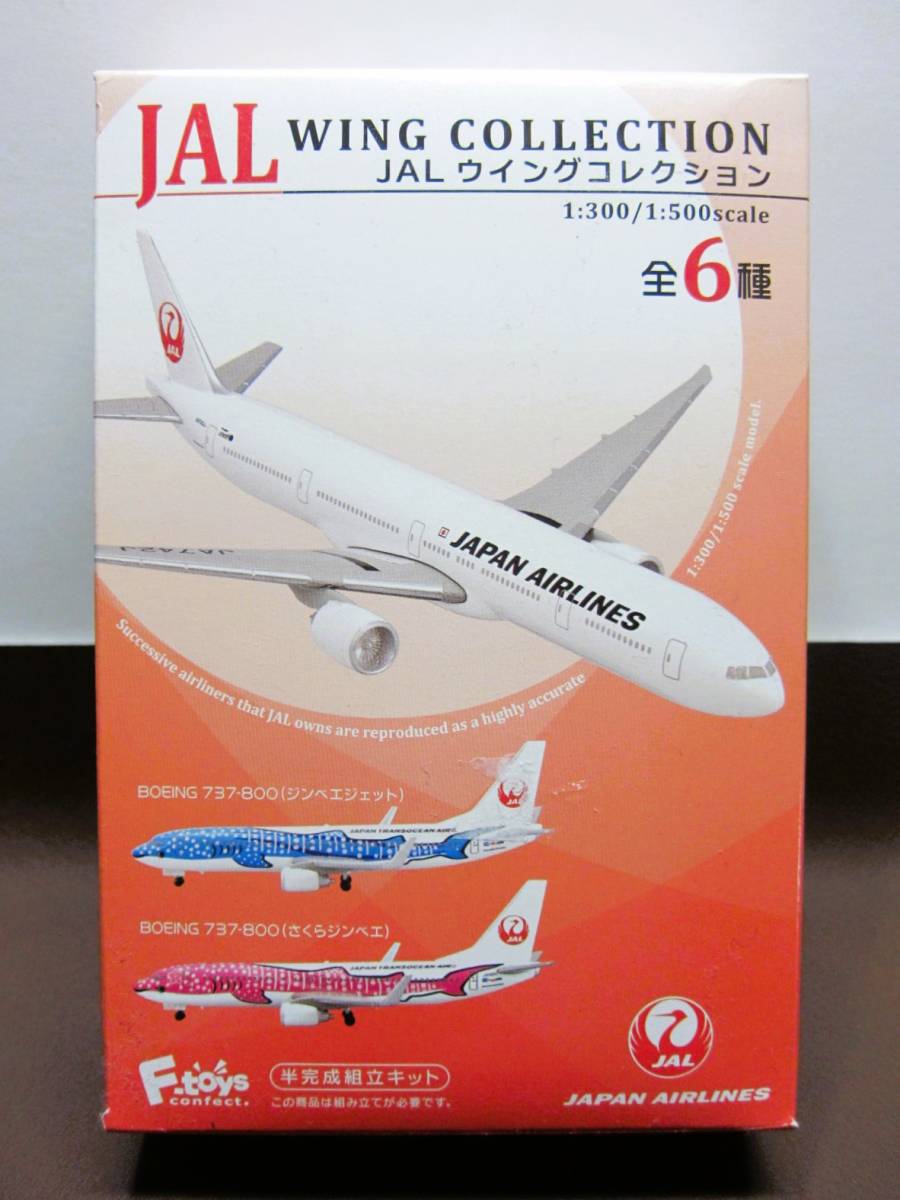 JAL WING COLLECTION
JAL ウイングコレクション
1:300/1:500scale
全6種
JAL
JAPAN AIRLINES
JA742J
1:300/1:500 scale model.
Successive airliners that JAL owns are reproduced as a highly accurate
BOEING 737-800(ジンベエジェット)
JAL
JAPAN TRANSOCEAN AIR
BOEING 737-800(さくらジンベエ)
JAL
JAPAN TRANSOCEAN AIR
JAL
F-toys
confect.
半完成組立キット
この商品は組み立てが必要です。
JAPAN AIRLINES